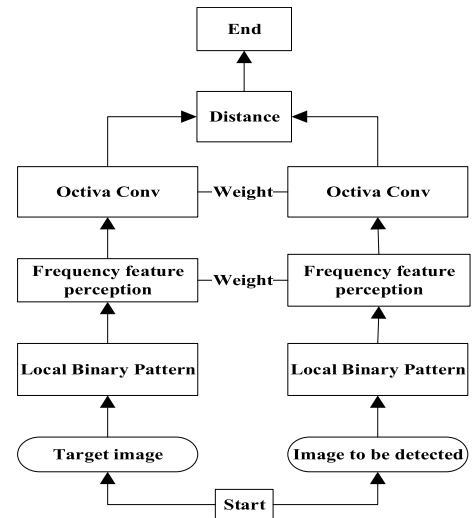 End
Distance
Octiva Conv
Weight
Octiva Conv
Frequency feature
perception
Weight
Frequency feature
perception
Local Binary Pattern
Local Binary Pattern
Target image
Image to be detected
Start